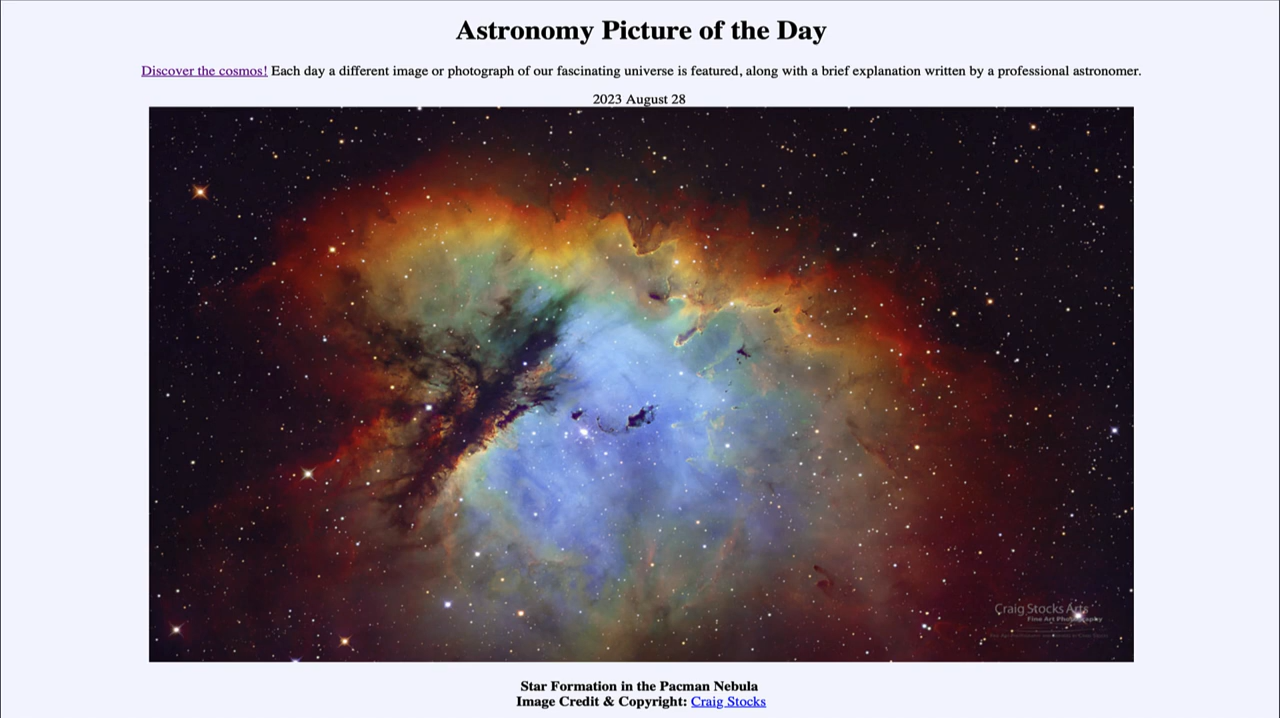 Astronomy Picture of the Day
Discover the cosmos! Each day a different image or photograph of our fascinating universe is featured, along with a brief explanation written by a professional astronomer.
2023 August 28
Craig Stocks Arts
Fine Art Photography
Star Formation in the Pacman Nebula
Image Credit & Copyright: Craig Stocks